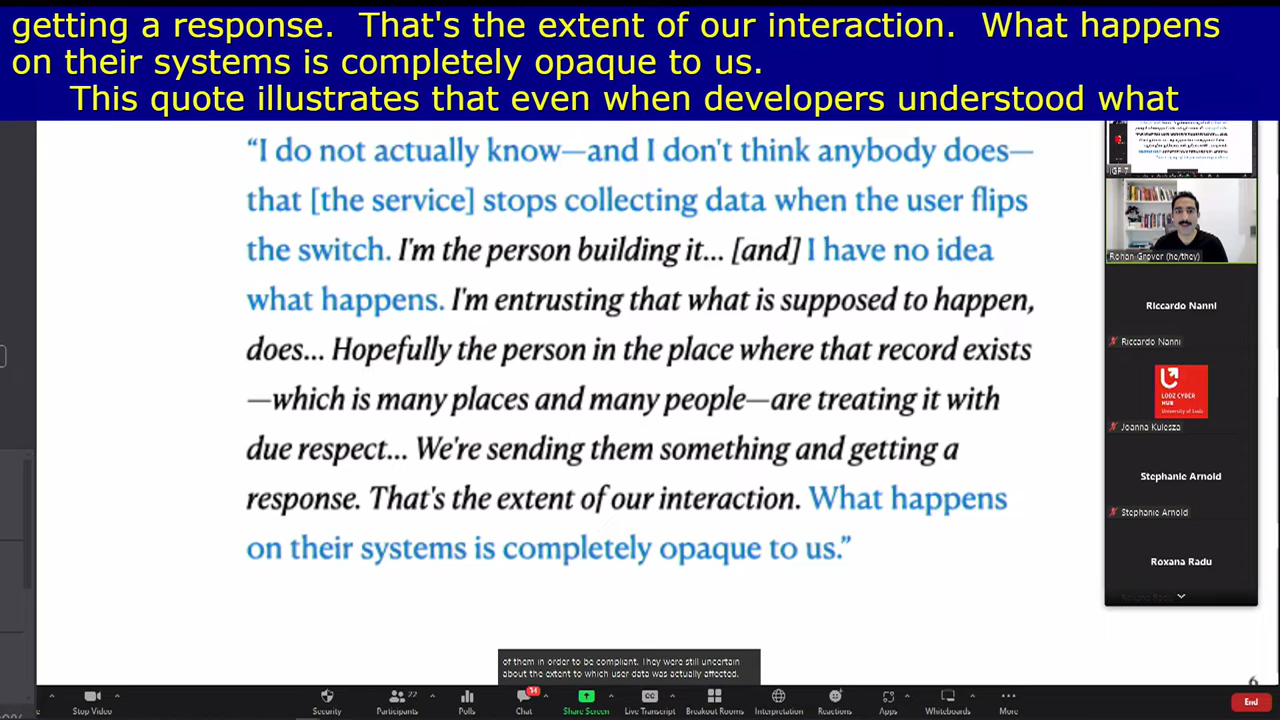 getting a response.  That's the extent of our interaction.  What happens
on their systems is completely opaque to us.
This quote illustrates that even when developers understood what
“I do not actually know—and I don't think anybody does—
that [the service] stops collecting data when the user flips
the switch. I'm the person building it... [and] I have no idea
what happens. I'm entrusting that what is supposed to happen,
does... Hopefully the person in the place where that record exists
—which is many places and many people—are treating it with
due respect... We're sending them something and getting a
response. That's the extent of our interaction. What happens
on their systems is completely opaque to us.”
6
IGF 7
Rohan Grover (he/they)
Riccardo Nanni
Riccardo Nanni
LODZ CYBER
HUB
University of Lodz
Joanna Kulesza
Stephanie Arnold
Stephanie Arnold
Roxana Radu
of them in order to be compliant. They were still uncertain
about the extent to which user data was actually affected.
Stop Video
Security
Participants
22
Polls
Chat
14
Share Screen
CC
Live Transcript
Breakout Rooms
Interpretation
Reactions
Apps
Whiteboards
More
End